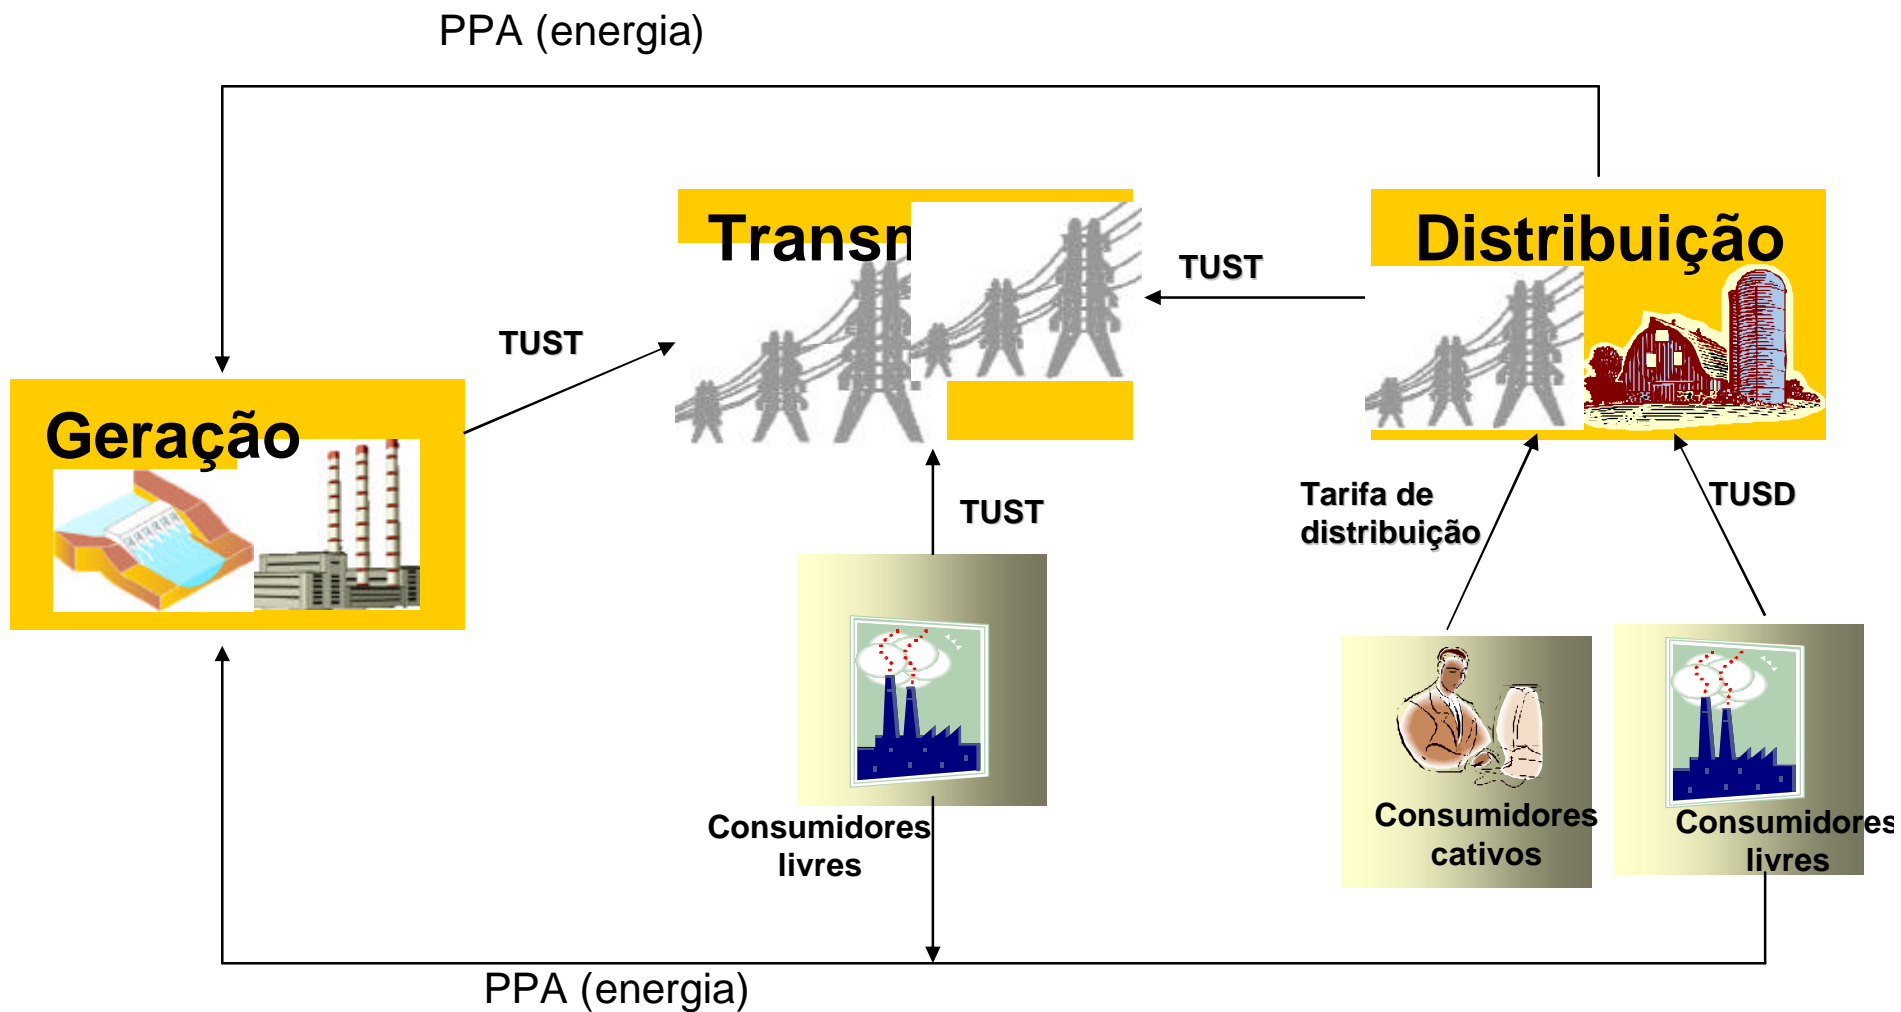 PPA (energia)
Distribuição
TUST
TUST
Geração
TUST
Tarifa de
distribuição
TUSD
Consumidores
livres
Consumidores
cativos
Consumidores
livres
PPA (energia)